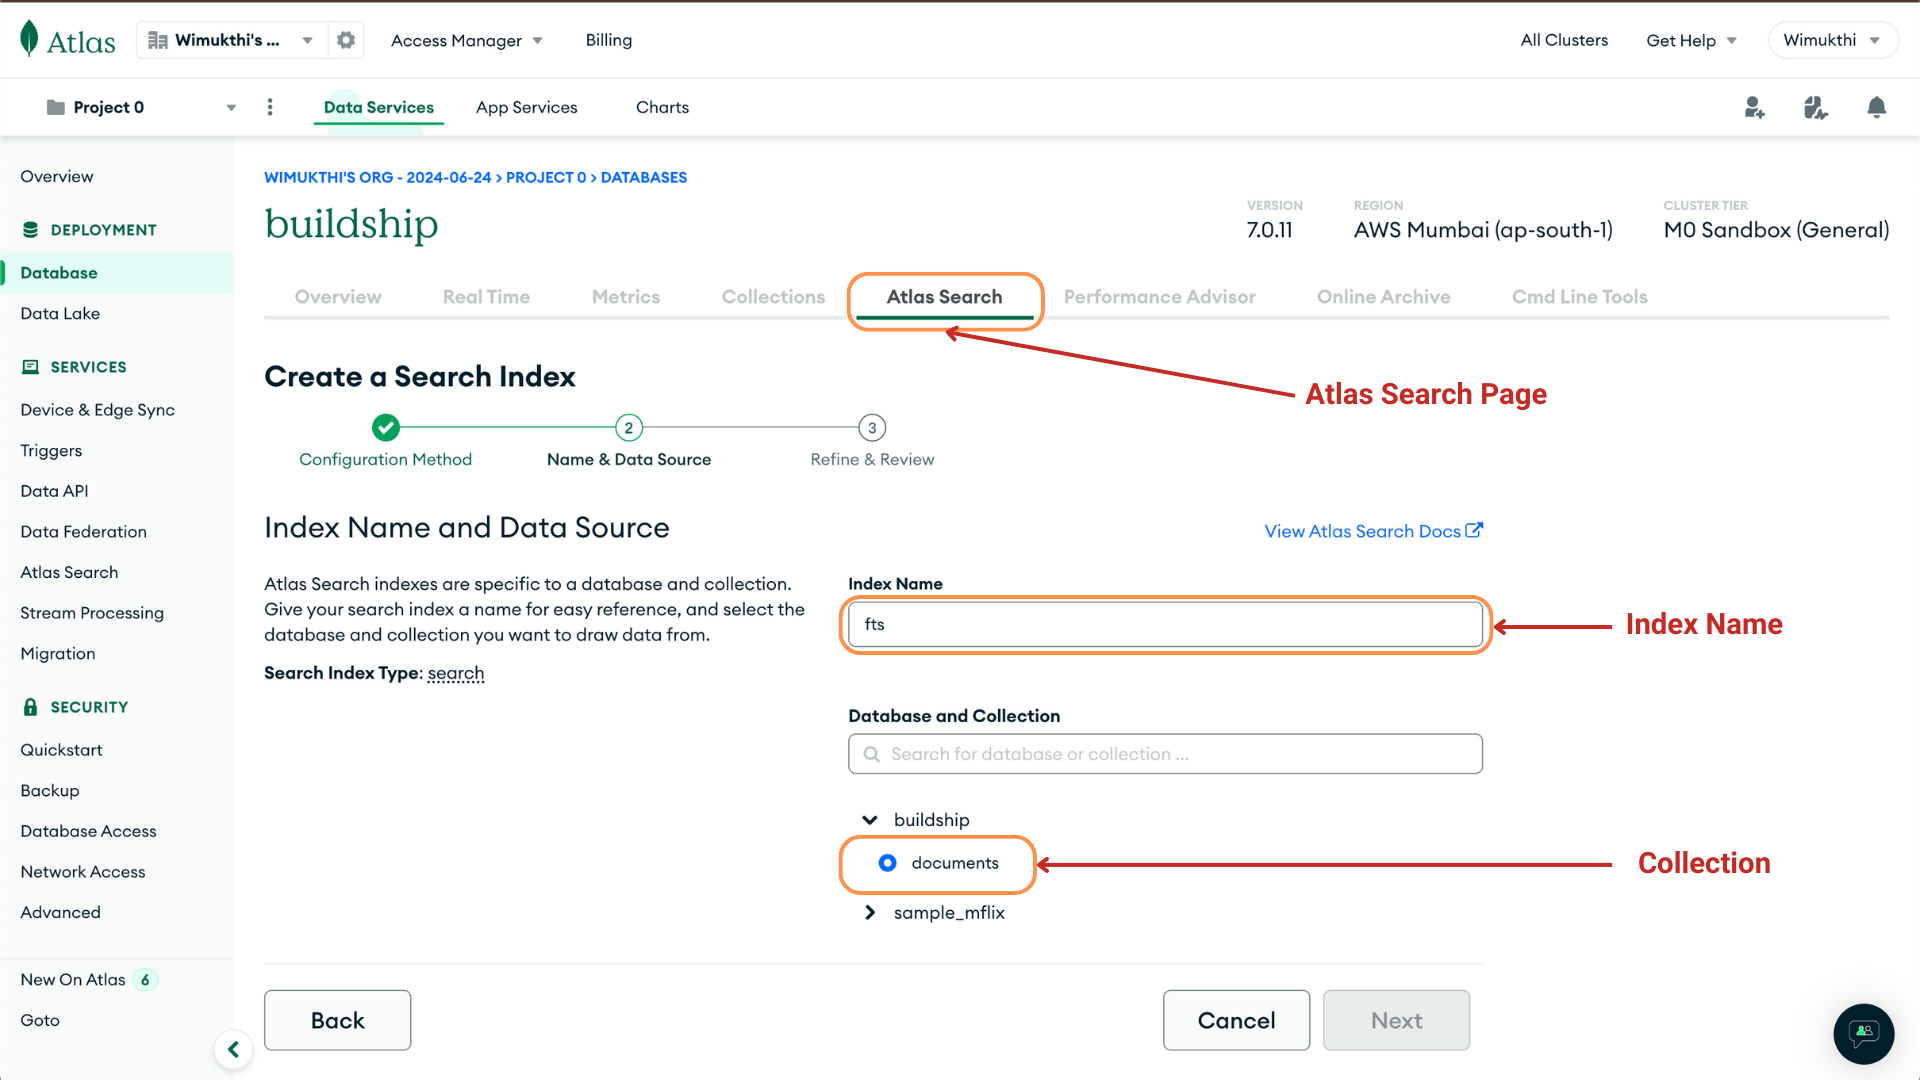 Atlas
Wimukthi's ...
Access Manager
Billing
All Clusters
Get Help
Wimukthi
Project 0
Data Services
App Services
Charts
Overview
DEPLOYMENT
Database
Data Lake
SERVICES
Device & Edge Sync
Triggers
Data API
Data Federation
Atlas Search
Stream Processing
Migration
SECURITY
Quickstart
Backup
Database Access
Network Access
Advanced
New On Atlas 6
Goto
WIMUKTHI'S ORG - 2024-06-24 > PROJECT 0 > DATABASES
buildship
VERSION
7.0.11
REGION
AWS Mumbai (ap-south-1)
CLUSTER TIER
M0 Sandbox (General)
Overview
Real Time
Metrics
Collections
Atlas Search
Performance Advisor
Online Archive
Cmd Line Tools
Atlas Search Page
Create a Search Index
2
3
Configuration Method
Name & Data Source
Refine & Review
Index Name and Data Source
View Atlas Search Docs
Atlas Search indexes are specific to a database and collection.
Give your search index a name for easy reference, and select the
database and collection you want to draw data from.
Search Index Type: search
Index Name
fts
Index Name
Database and Collection
Search for database or collection ...
buildship
documents
Collection
sample_mflix
Back
Cancel
Next